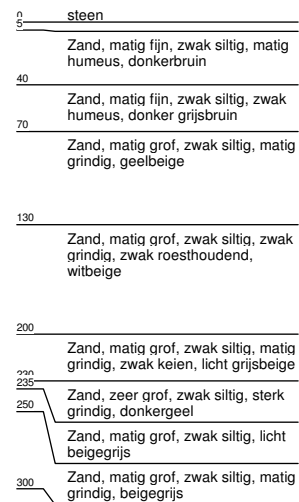 0 steen
5
Zand, matig fijn, zwak siltig, matig
humeus, donkerbruin
40
Zand, matig fijn, zwak siltig, zwak
humeus, donker grijsbruin
70
Zand, matig grof, zwak siltig, matig
grindig, geelbeige
130
Zand, matig grof, zwak siltig, zwak
grindig, zwak roesthoudend,
witbeige
200
Zand, matig grof, zwak siltig, matig
grindig, zwak keien, licht grijsbeige
230
235
Zand, zeer grof, zwak siltig, sterk
grindig, donkergeel
250
Zand, matig grof, zwak siltig, licht
beigegrijs
Zand, matig grof, zwak siltig, matig
300
grindig, beigegrijs